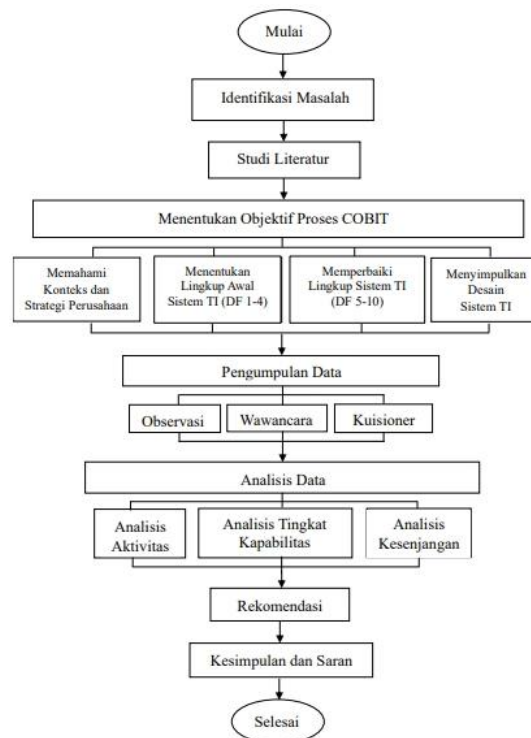 Mulai
Identifikasi Masalah
Studi Literatur
Menentukan Objektif Proses COBIT
Memahami
Konteks dan
Strategi Perusahaan
Menentukan
Lingkup Awal
Sistem TI (DF 1-4)
Memperbaiki
Lingkup Sistem TI
(DF 5-10)
Menyimpulkan
Desain
Sistem TI
Pengumpulan Data
Observasi
Wawancara
Kuisioner
Analisis Data
Analisis
Aktivitas
Analisis Tingkat
Kapabilitas
Analisis
Kesenjangan
Rekomendasi
Kesimpulan dan Saran
Selesai